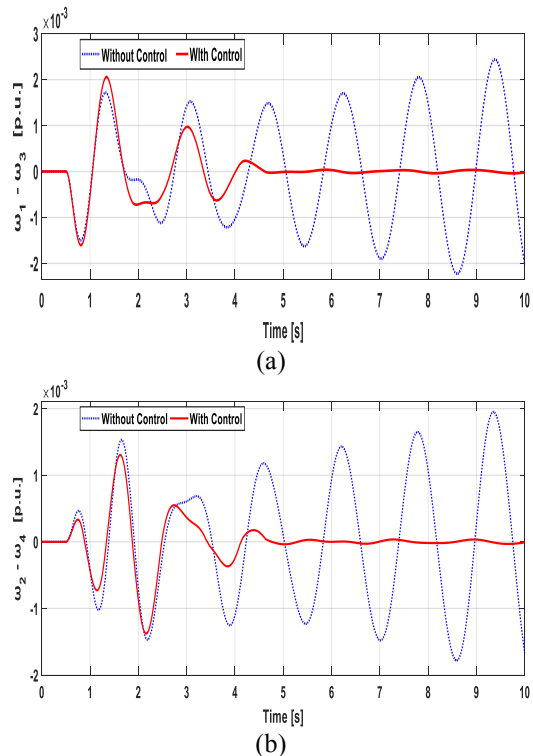 ×10⁻³
Without Control WIth Control
3
2
1
0
-1
-2
ω₁ - ω₃ [p.u.]
0 1 2 3 4 5 6 7 8 9 10
Time [s]
(a)
×10⁻³
Without Control With Control
2
1
0
-1
-2
ω₂ - ω₄ [p.u.]
0 1 2 3 4 5 6 7 8 9 10
Time [s]
(b)